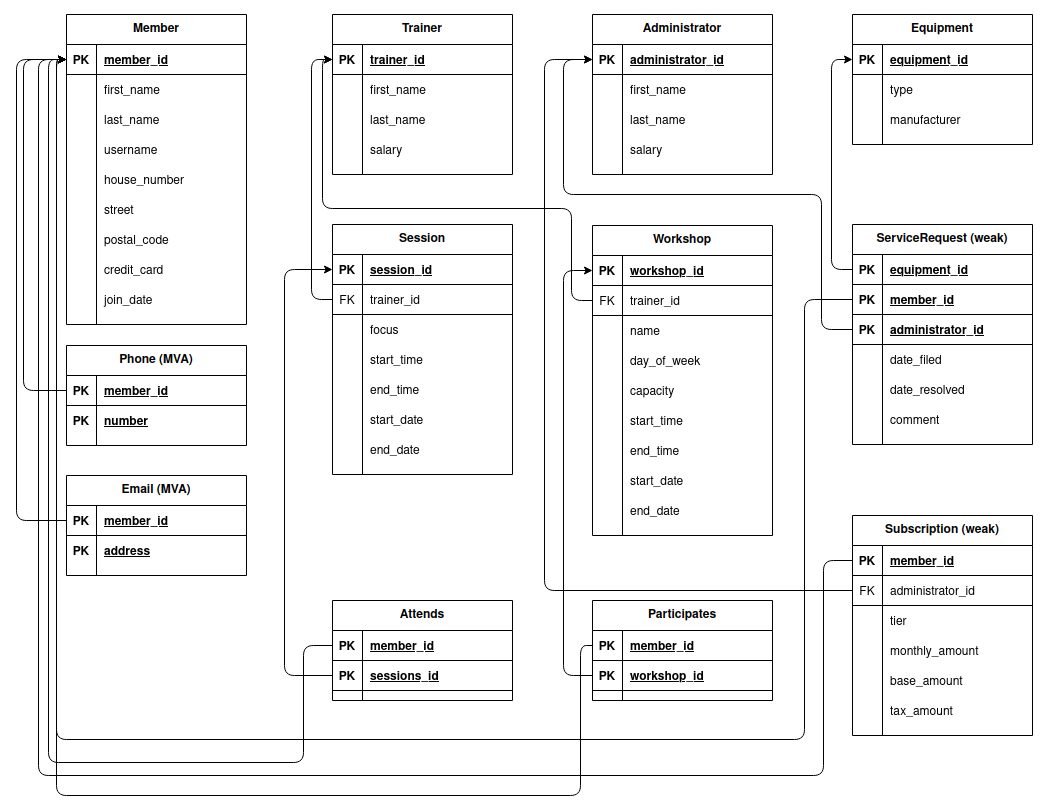 Member
PK member_id
first_name
last_name
username
house_number
street
postal_code
credit_card
join_date
Phone (MVA)
PK member_id
PK number
Email (MVA)
PK member_id
PK address
Trainer
PK trainer_id
first_name
last_name
salary
Session
PK session_id
FK trainer_id
focus
start_time
end_time
start_date
end_date
Attends
PK member_id
PK sessions_id
Administrator
PK administrator_id
first_name
last_name
salary
Workshop
PK workshop_id
FK trainer_id
name
day_of_week
capacity
start_time
end_time
start_date
end_date
Participates
PK member_id
PK workshop_id
Equipment
PK equipment_id
type
manufacturer
ServiceRequest (weak)
PK equipment_id
PK member_id
PK administrator_id
date_filed
date_resolved
comment
Subscription (weak)
PK member_id
FK administrator_id
tier
monthly_amount
base_amount
tax_amount